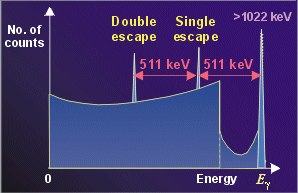 No. of
counts
Double
escape
Single
escape
>1022 keV
511 keV
511 keV
0
Energy
Eγ